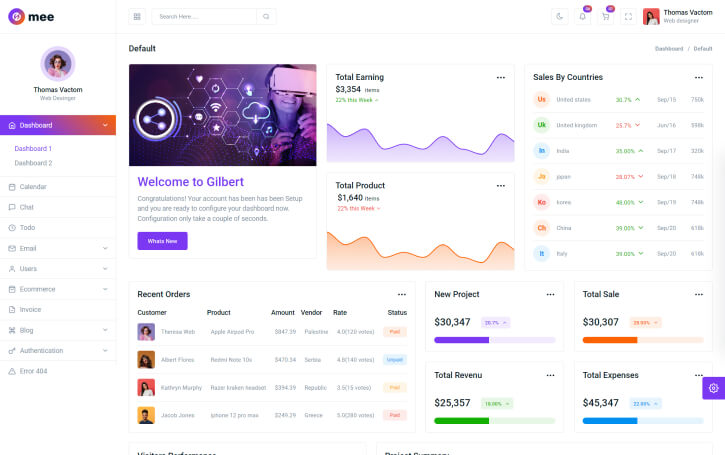 mee
Search Here....
Thomas Vactom
Web designer
Thomas Vactom
Web Desinger
Dashboard
Dashboard 1
Dashboard 2
Calendar
Chat
Todo
Email
Users
Ecommerce
Invoice
Blog
Authentication
Error 404
Default
Dashboard / Default
Welcome to Gilbert
Congratulations! Your account has been has been Setup
and you are ready to configure your dashboard now.
Configuration only take a couple of seconds.
Whats New
Total Earning
$3,354 items
22% this Week -
Total Product
$1,640 items
22% this Week -
Sales By Countries
Us United states 30.7% Sep/15 750k
Uk United kingdom 25.7% Jun/16 598k
In India 35.60% Sep/17 320k
Jo japan 28.07% Sep/18 748k
Ko korea 48.00% Sep/19 748k
Ch China 39.00% Sep/20 618k
It Italy 39.00% Sep/20 618k
Recent Orders
Customer Product Amount Vendor Rate Status
Theresa Web Apple Airpod Pro $847.39 Palestine 4.0(120 votes) Paid
Albert Flores Redmi Note 10x $470.34 Serbia 4.8(140 votes) Unpaid
Kathryn Murphy Razer kraken headset $394.39 Republic 3.5(15 votes) Paid
Jacob Jones Iphone 12 pro max $249.29 Greece 5.0(280 votes) Paid
New Project
$30,347 20.7%
Total Sale
$30,307
Total Revenu
$25,357
Total Expenses
$45,347 22.00%
Visitors Performance
Project Summary